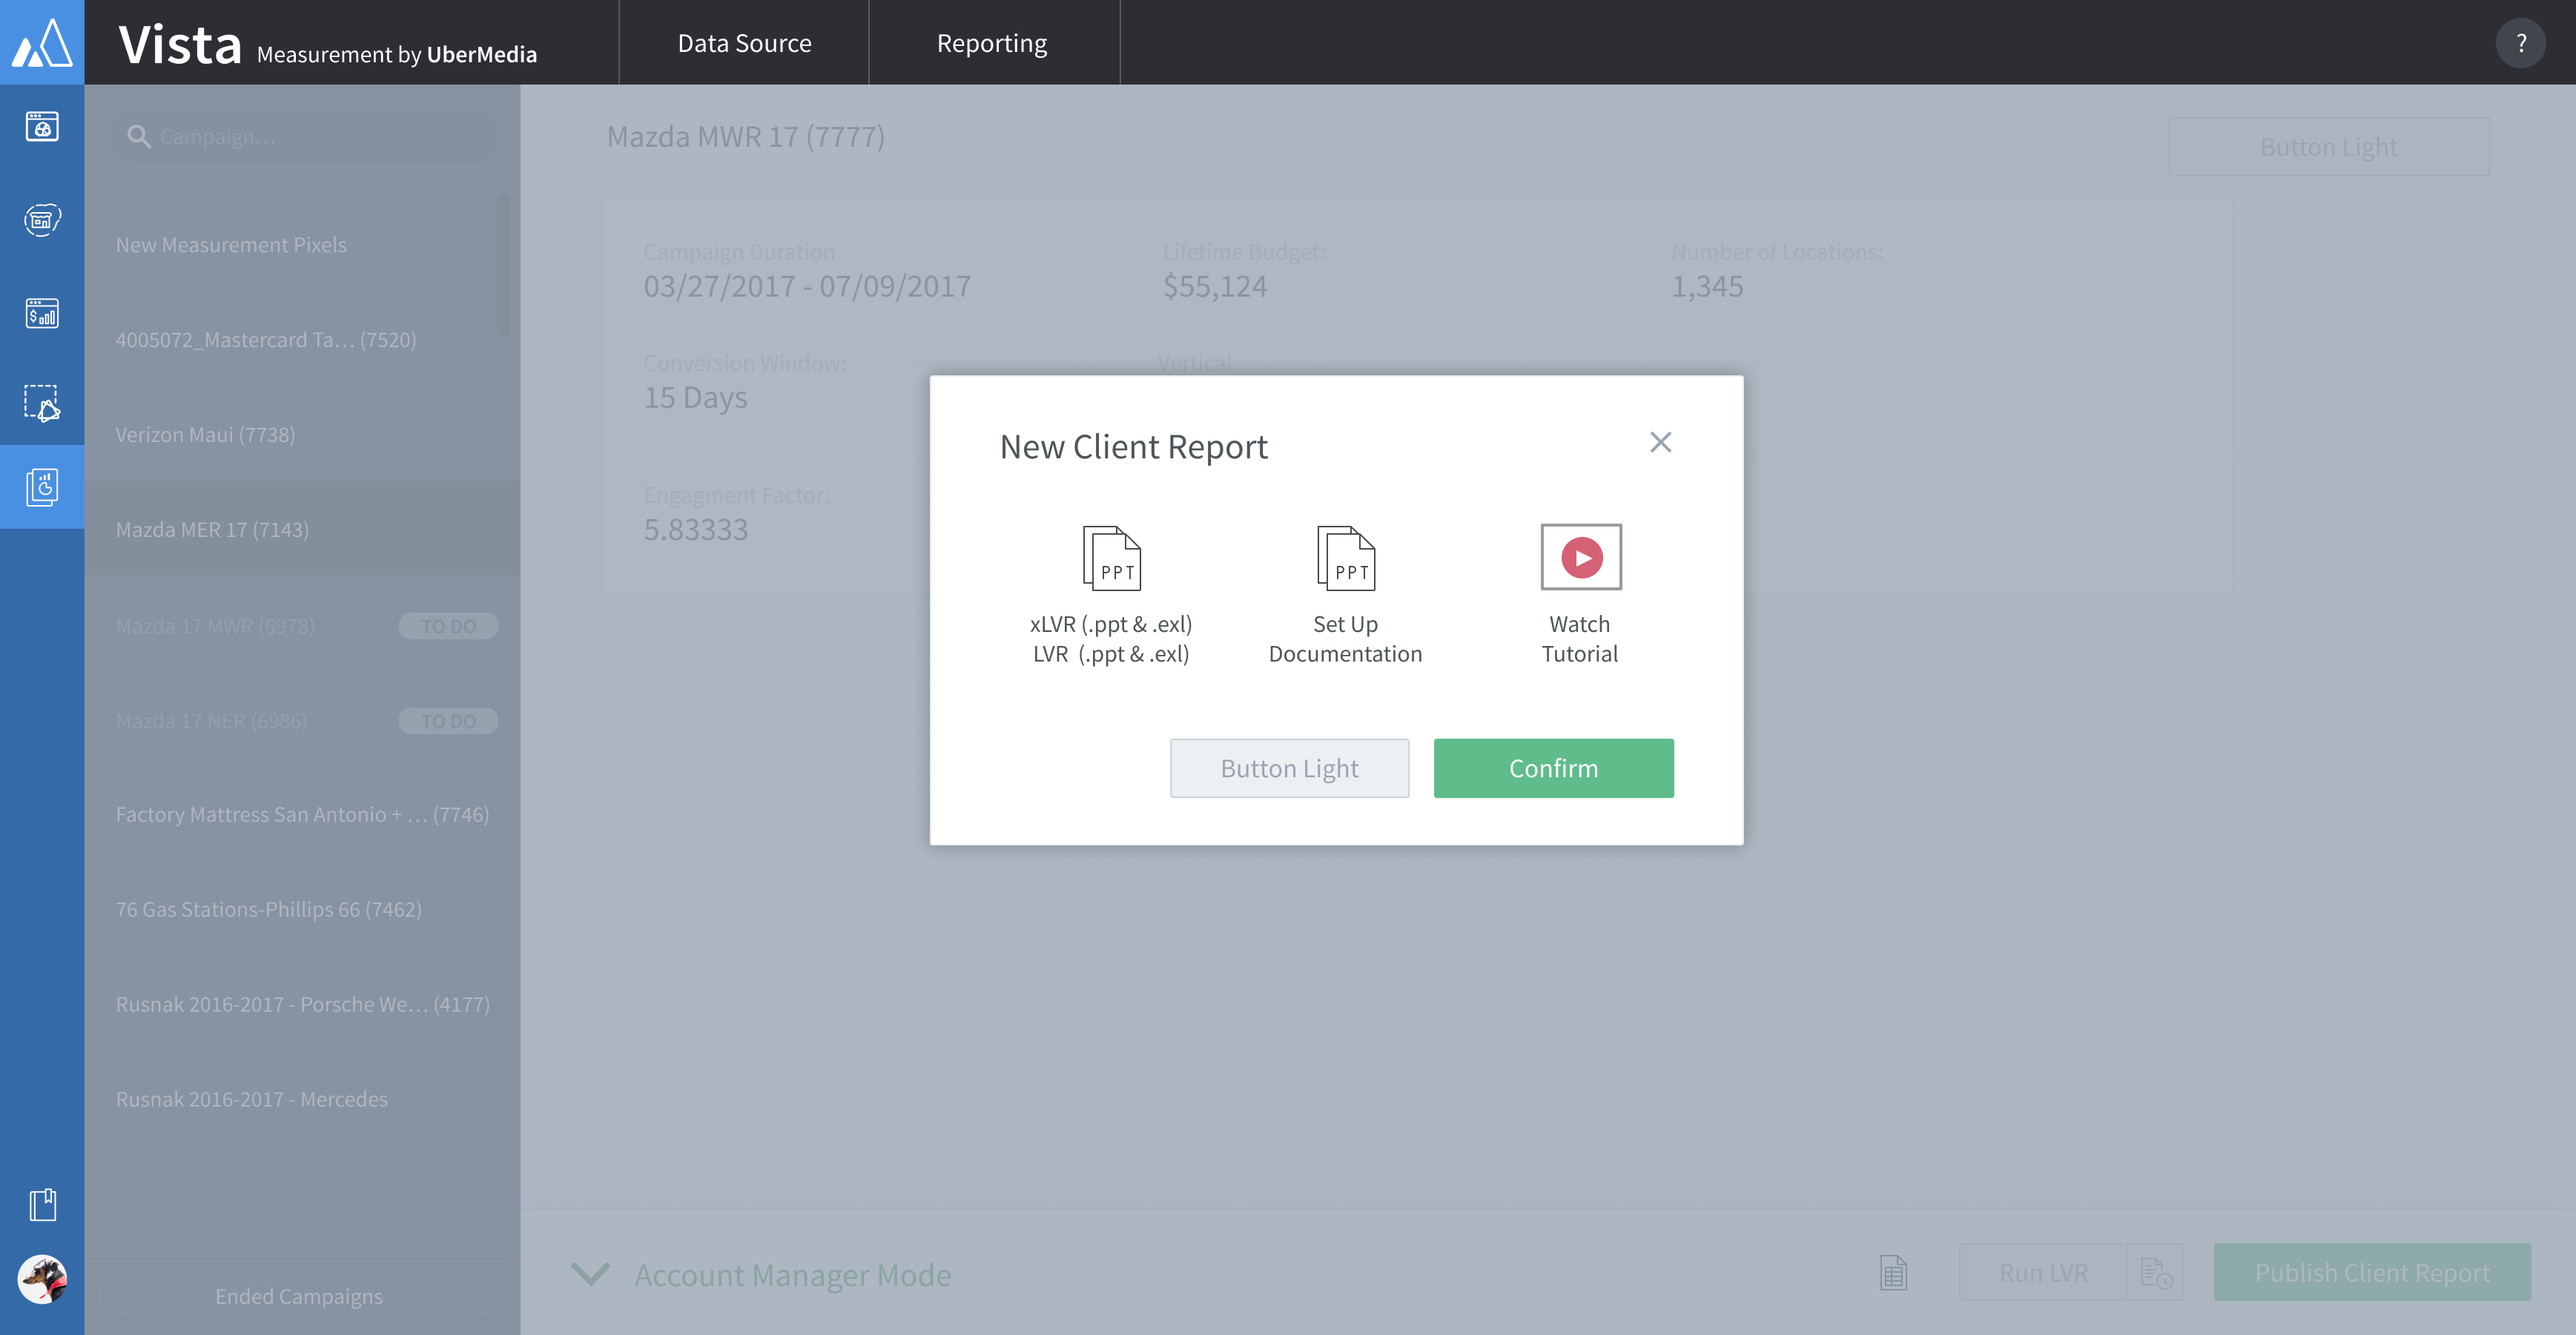 Vista Measurement by UberMedia
Data Source
Reporting
?
Campaign...
New Measurement Pixels
4005072_Mastercard Ta... (7520)
Verizon Maui (7738)
Mazda MER 17 (7143)
Mazda 17 MWR (6978) TO DO
Mazda 17 NER (6986) TO DO
Factory Mattress San Antonio + ... (7746)
76 Gas Stations-Phillips 66 (7462)
Rusnak 2016-2017 - Porsche We... (4177)
Rusnak 2016-2017 - Mercedes
Ended Campaigns
Mazda MWR 17 (7777)
Button Light
Campaign Duration
03/27/2017 - 07/09/2017
Lifetime Budget:
$55,124
Number of Locations:
1,345
Conversion Window:
15 Days
Vertical
Engagment Factor:
5.83333
New Client Report
PPT
xLVR (.ppt & .exl)
LVR (.ppt & .exl)
PPT
Set Up
Documentation
Watch
Tutorial
Button Light
Confirm
Account Manager Mode
Run LVR
Publish Client Report